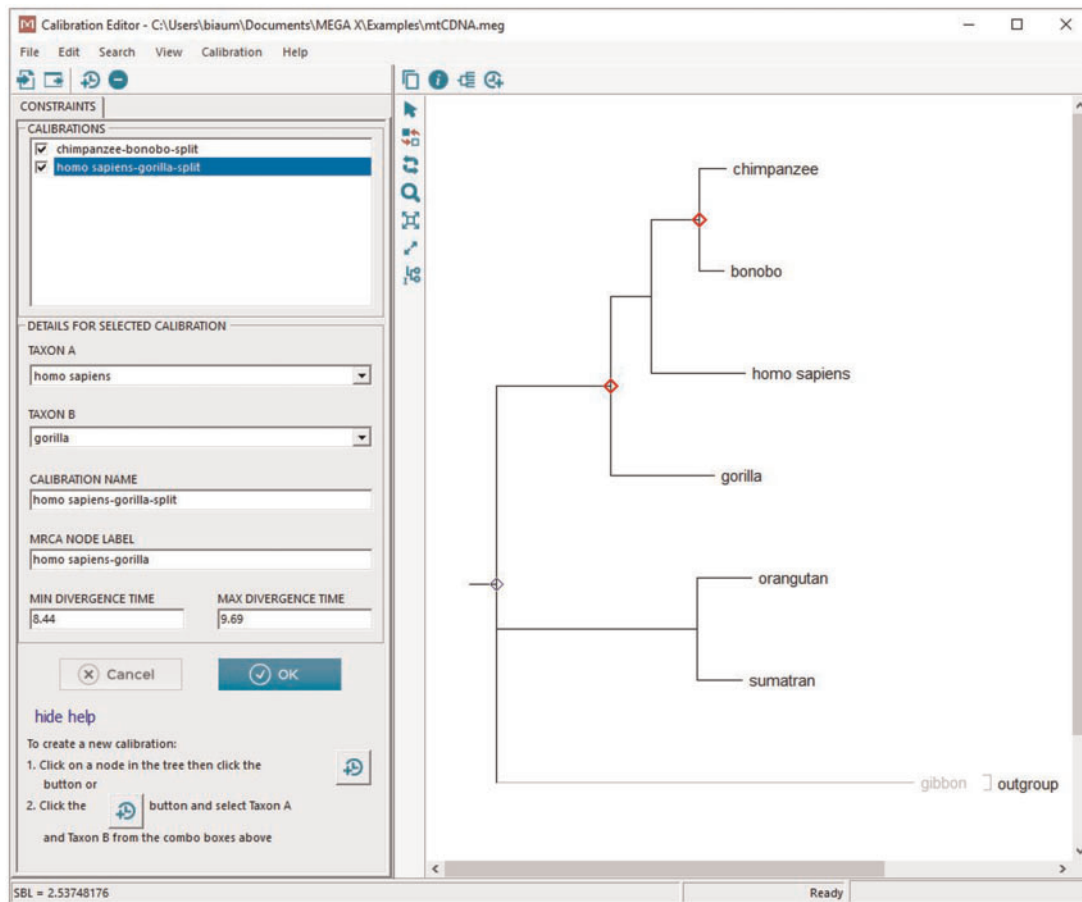 Calibration Editor - C:\Users\biaum\Documents\MEGA X\Examples\mtCDNA.meg
File Edit Search View Calibration Help
CONSTRAINTS
CALIBRATIONS
chimpanzee-bonobo-split
homo sapiens-gorilla-split
DETAILS FOR SELECTED CALIBRATION
TAXON A
homo sapiens
TAXON B
gorilla
CALIBRATION NAME
homo sapiens-gorilla-split
MRCA NODE LABEL
homo sapiens-gorilla
MIN DIVERGENCE TIME MAX DIVERGENCE TIME
8.44 9.69
Cancel OK
hide help
To create a new calibration:
1. Click on a node in the tree then click the
button or
2. Click the button and select Taxon A
and Taxon B from the combo boxes above
chimpanzee
bonobo
homo sapiens
gorilla
orangutan
sumatran
gibbon outgroup
SBL = 2.53748176 Ready